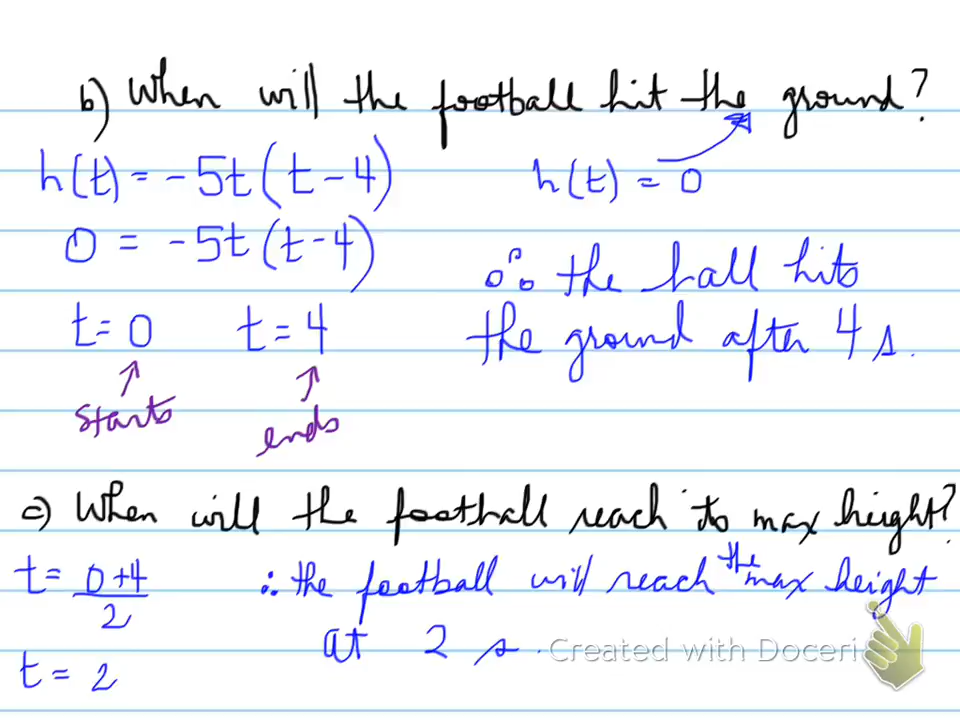 b) When will the football hit the ground?
h(t) = -5t(t-4) h(t) = 0
0 = -5t(t-4)
∴ the ball hits
t=0 t=4 the ground after 4 s.
starts ends
c) When will the football reach its max height?
t = (0+4)/2 ∴ the football will reach the max height
at 2 s.
t = 2
Created with Doceri